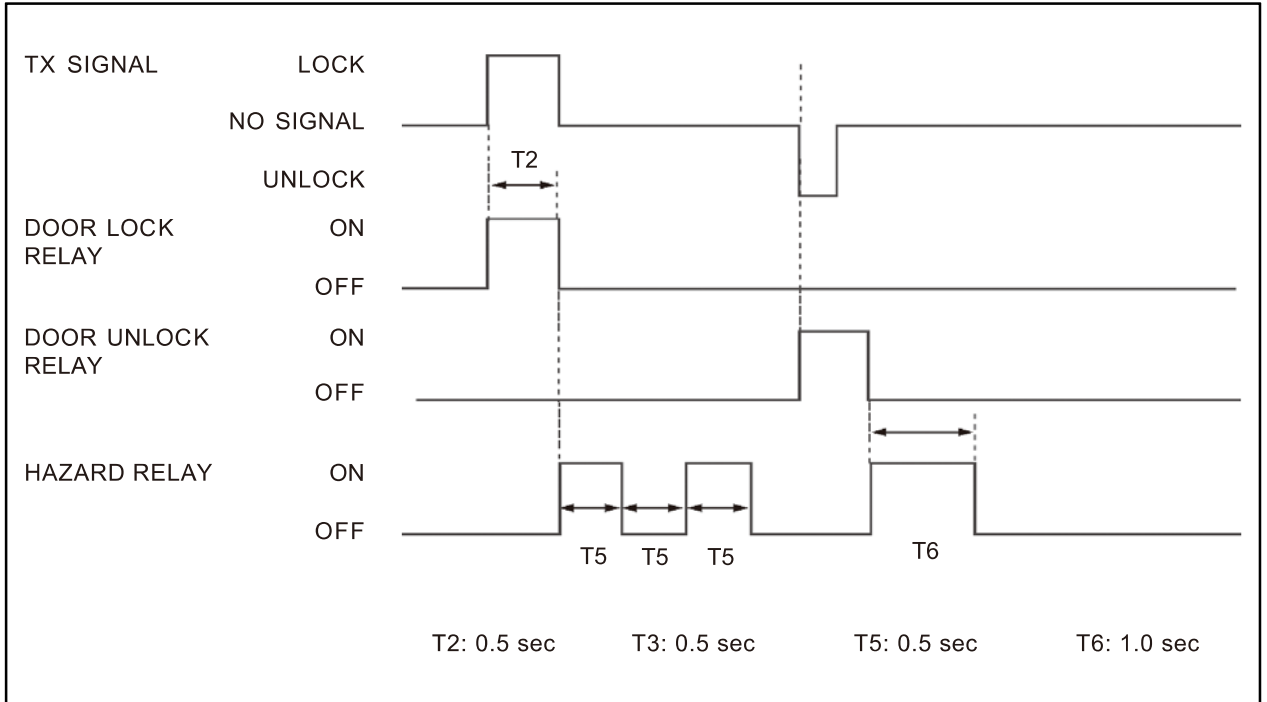 TX SIGNAL LOCK
NO SIGNAL
UNLOCK
T2
DOOR LOCK RELAY ON
OFF
DOOR UNLOCK RELAY ON
OFF
HAZARD RELAY ON
OFF
T5 T5 T5 T6
T2: 0.5 sec T3: 0.5 sec T5: 0.5 sec T6: 1.0 sec